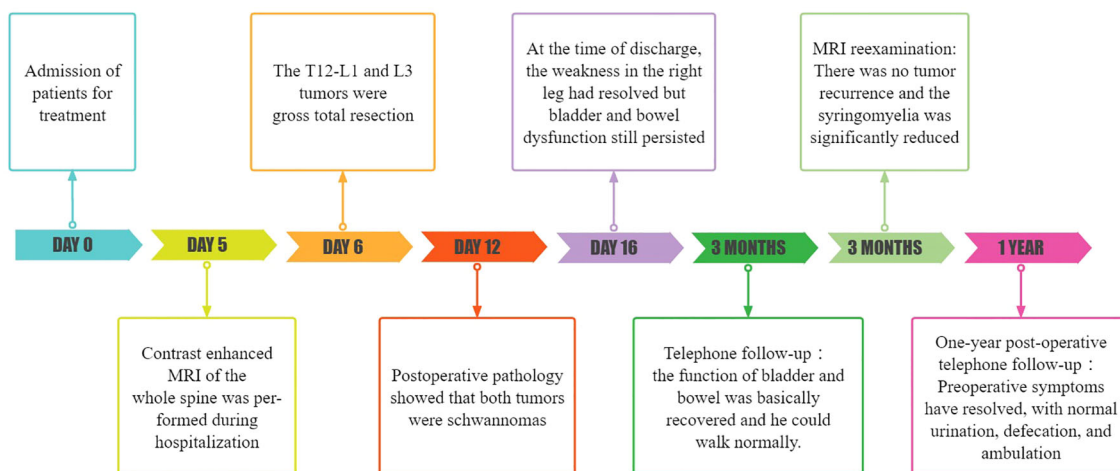 Admission of
patients for
treatment
The T12-L1 and L3
tumors were
gross total resection
At the time of discharge,
the weakness in the right
leg had resolved but
bladder and bowel
dysfunction still persisted
MRI reexamination:
There was no tumor
recurrence and the
syringomyelia was
significantly reduced
DAY 0
DAY 5
DAY 6
DAY 12
DAY 16
3 MONTHS
3 MONTHS
1 YEAR
Contrast enhanced
MRI of the
whole spine was per-
formed during
hospitalization
Postoperative pathology
showed that both tumors
were schwannomas
Telephone follow-up：
the function of bladder and
bowel was basically
recovered and he could
walk normally.
One-year post-operative
telephone follow-up：
Preoperative symptoms
have resolved, with normal
urination, defecation, and
ambulation